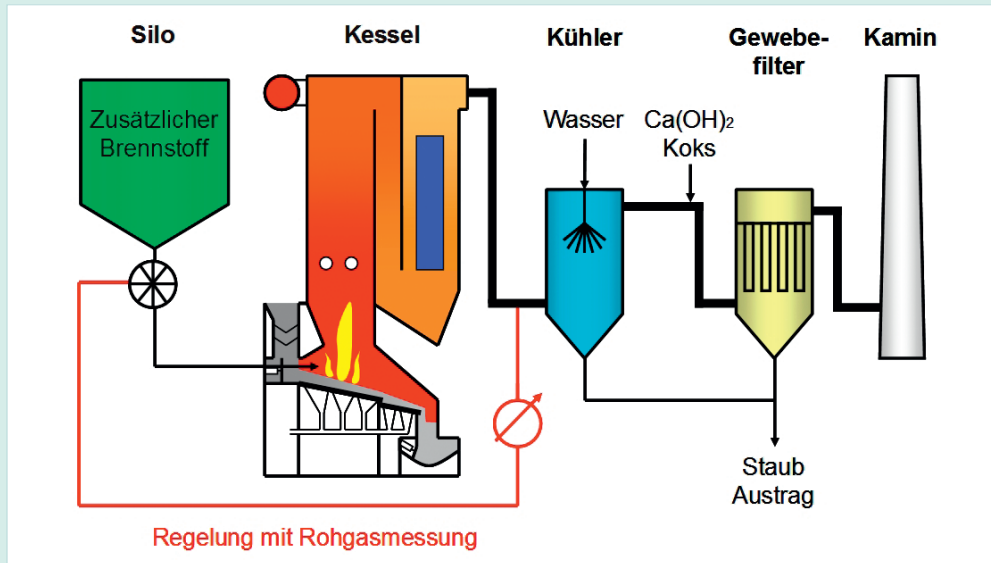 Silo
Kessel
Kühler
Gewebe-
filter
Kamin
Zusätzlicher
Brennstoff
Wasser
Ca(OH)₂
Koks
Staub
Austrag
Regelung mit Rohgasmessung